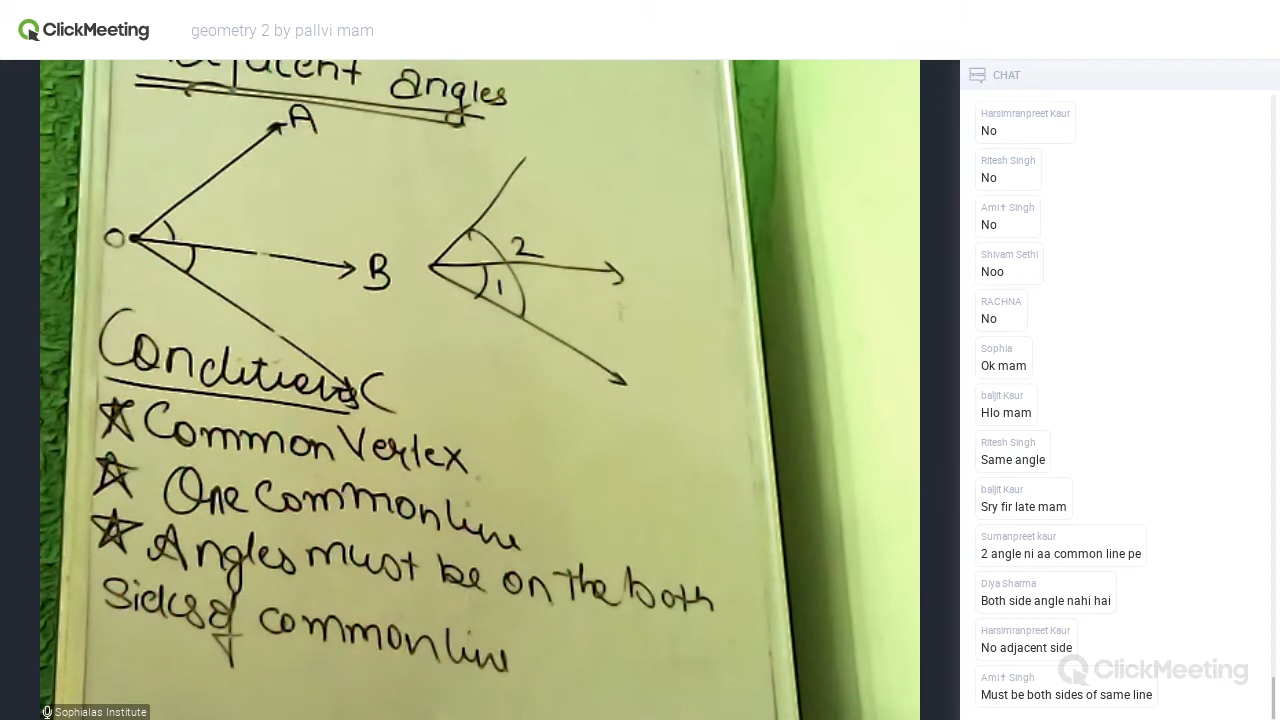 ClickMeeting
geometry 2 by pallvi mam
Adjacent angles
A
O
B
2
1
C
Conditions
Common Vertex
One common line
Angles must be on the both
sides of common line
Sophialas Institute
CHAT
Harsimranpreet Kaur
No
Ritesh Singh
No
Amit Singh
No
Shivam Sethi
Noo
RACHNA
No
Sophia
Ok mam
baljit Kaur
Hlo mam
Ritesh Singh
Same angle
baljit Kaur
Sry fir late mam
Sumanpreet kaur
2 angle ni aa common line pe
Diya Sharma
Both side angle nahi hai
Harsimranpreet Kaur
No adjacent side
Amit Singh
Must be both sides of same line
ClickMeeting